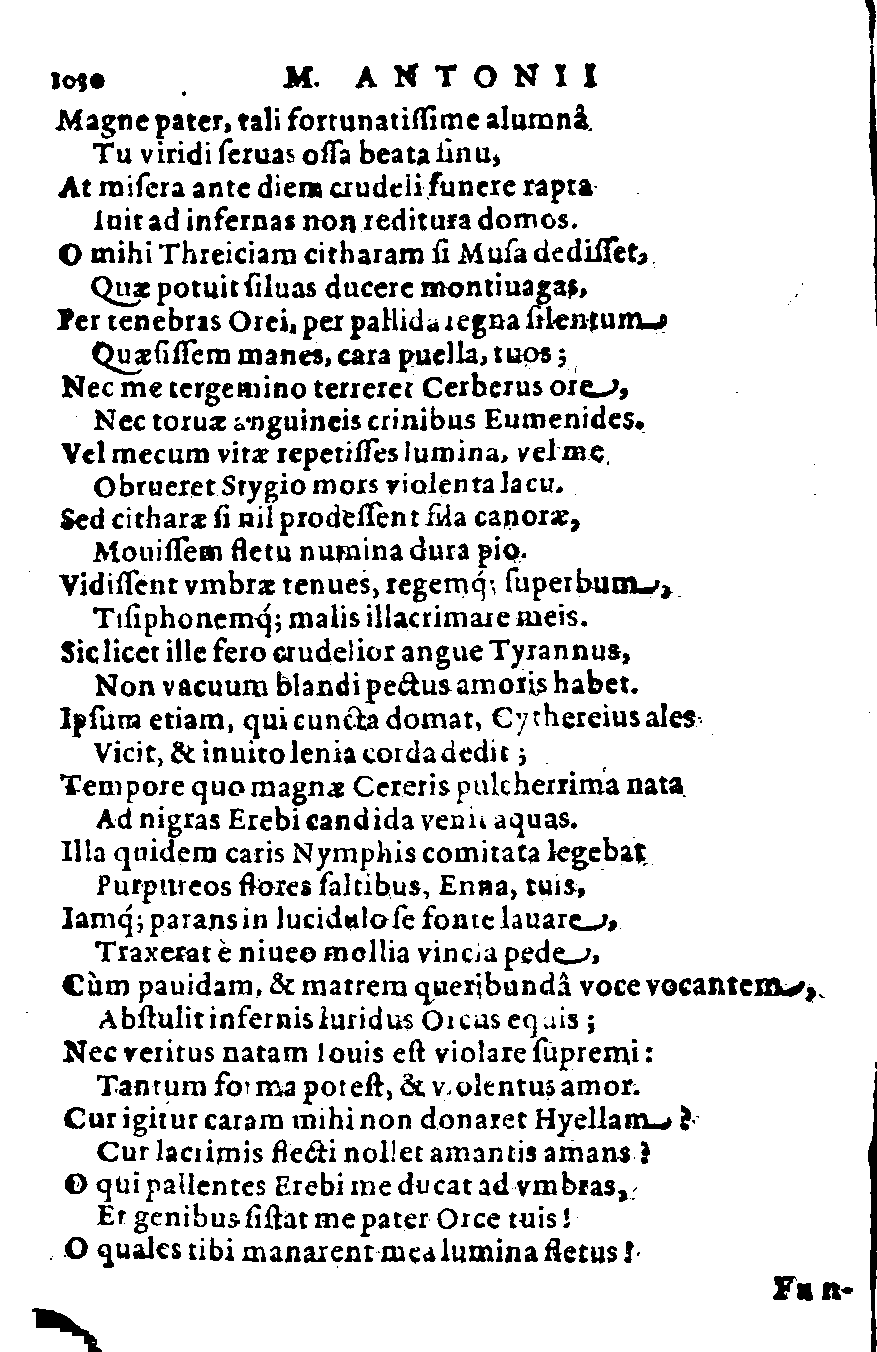 1050 M. ANTONII
Magne pater, tali fortunatiſſime alumnâ
Tu viridi ſeruas oſſa beata ſinu,
At miſera ante diem crudeli funere rapta
Iuit ad infernas non reditura domos.
O mihi Threiciam citharam ſi Muſa dediſſet,
Quæ potuit ſiluas ducere montiuagas,
Per tenebras Orci, per pallida regna ſilentum
Quæſiſſem manes, cara puella, tuos;
Nec me tergemino terreret Cerberus ore,
Nec toruæ anguineis crinibus Eumenides.
Vel mecum vitæ repetiſſes lumina, vel me
Obrueret Stygio mors violenta lacu.
Sed citharæ ſi nil prodeſſent fila canoræ,
Mouiſſem fletu numina dura pio.
Vidiſſent vmbræ tenues, regemq́; ſuperbum,
Tiſiphonemq́; malis illacrimare meis.
Sic licet ille fero crudelior angue Tyrannus,
Non vacuum blandi pectus amoris habet.
Ipſum etiam, qui cuncta domat, Cythereius ales
Vicit, & inuito lenia corda dedit;
Tempore quo magnæ Cereris pulcherrima nata
Ad nigras Erebi candida venit aquas.
Illa quidem caris Nymphis comitata legebat
Purpureos flores ſaltibus, Enna, tuis,
Iamq́; parans in lucidulo ſe fonte lauare,
Traxerat è niueo mollia vincla pede,
Cùm pauidam, & matrem queribundâ voce vocantem,
Abſtulit infernis luridus Orcus equis;
Nec veritus natam Iouis eſt violare ſupremi:
Tantum forma poteſt, & violentus amor.
Cur igitur caram mihi non donaret Hyellam?
Cur lacrimis flecti nollet amantis amans?
O qui pallentes Erebi me ducat ad vmbras,
Et genibus ſiſtat me pater Orce tuis!
O quales tibi manarent mea lumina fletus!
Fun-